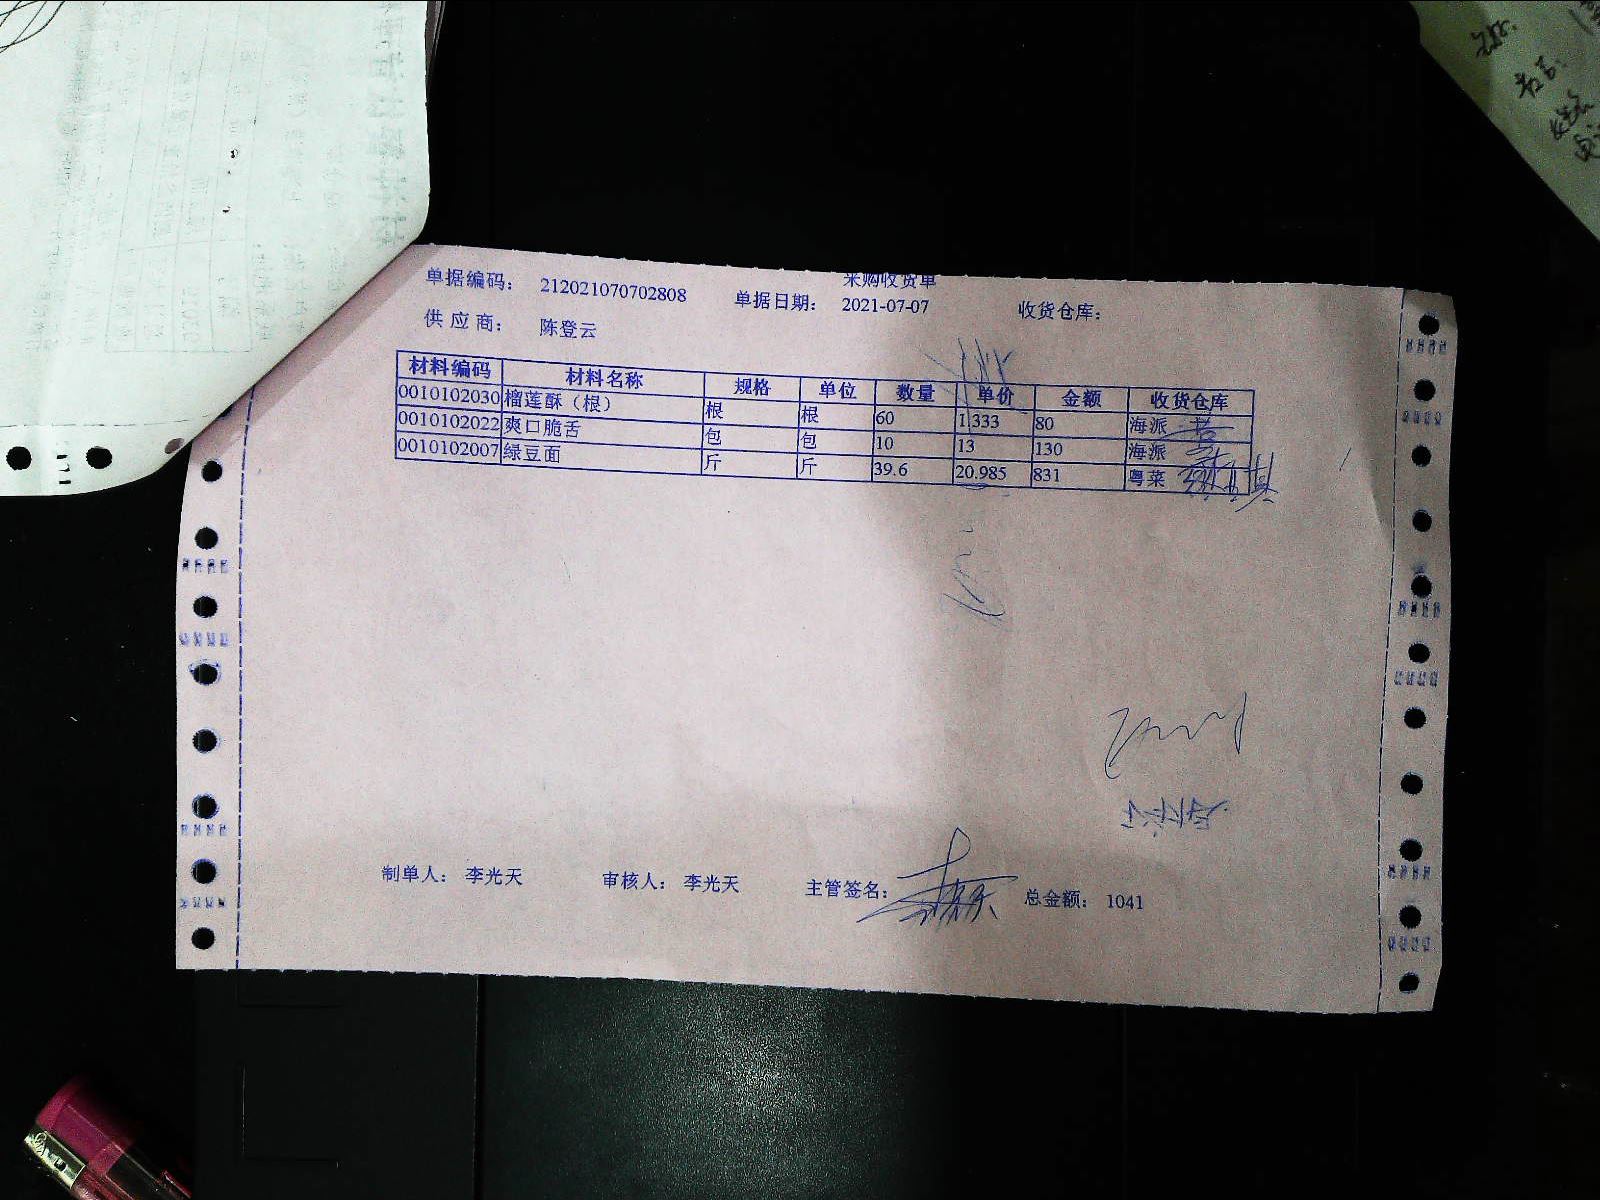 采购收货单
单据编码： 212021070702808 单据日期： 2021-07-07 收货仓库：
供 应 商： 陈登云
材料编码 材料名称 规格 单位 数量 单价 金额 收货仓库
0010102030 榴莲酥（根） 根 根 60 1.333 80 海派
0010102022 爽口脆舌 包 包 10 13 130 海派
0010102007 绿豆面 斤 斤 39.6 20.985 831 粤菜
制单人： 李光天 审核人： 李光天 主管签名： 总金额： 1041